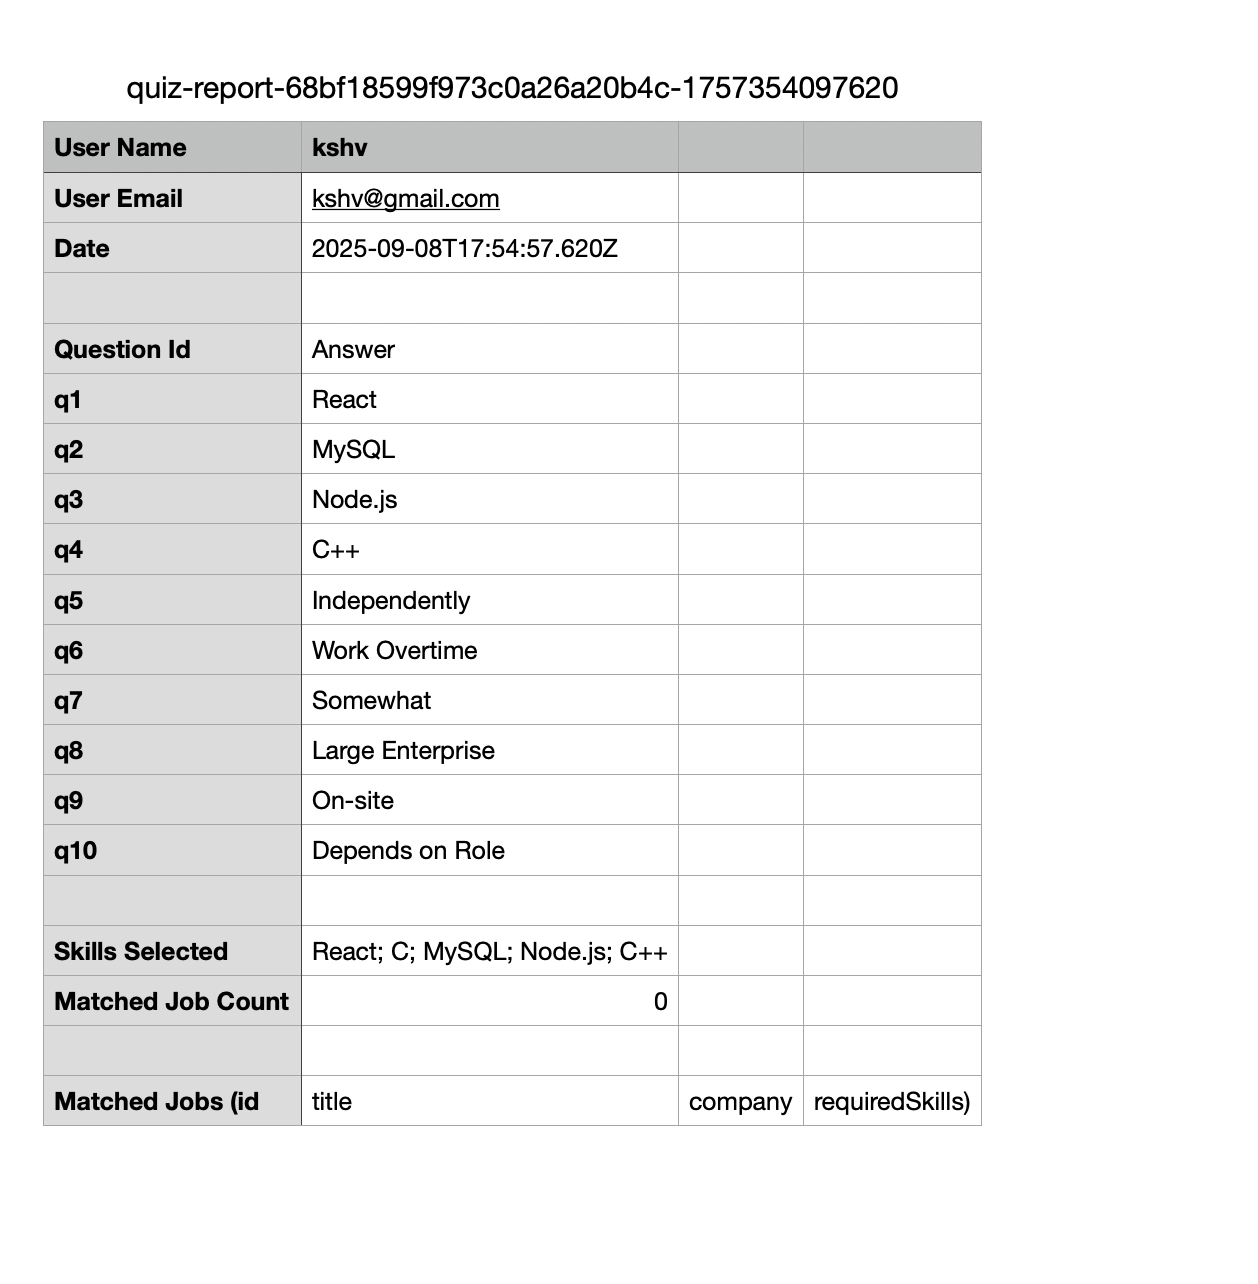 quiz-report-68bf18599f973c0a26a20b4c-1757354097620
User Name kshv
User Email kshv@gmail.com
Date 2025-09-08T17:54:57.620Z
Question Id Answer
q1 React
q2 MySQL
q3 Node.js
q4 C++
q5 Independently
q6 Work Overtime
q7 Somewhat
q8 Large Enterprise
q9 On-site
q10 Depends on Role
Skills Selected React; C; MySQL; Node.js; C++
Matched Job Count 0
Matched Jobs (id title company requiredSkills)